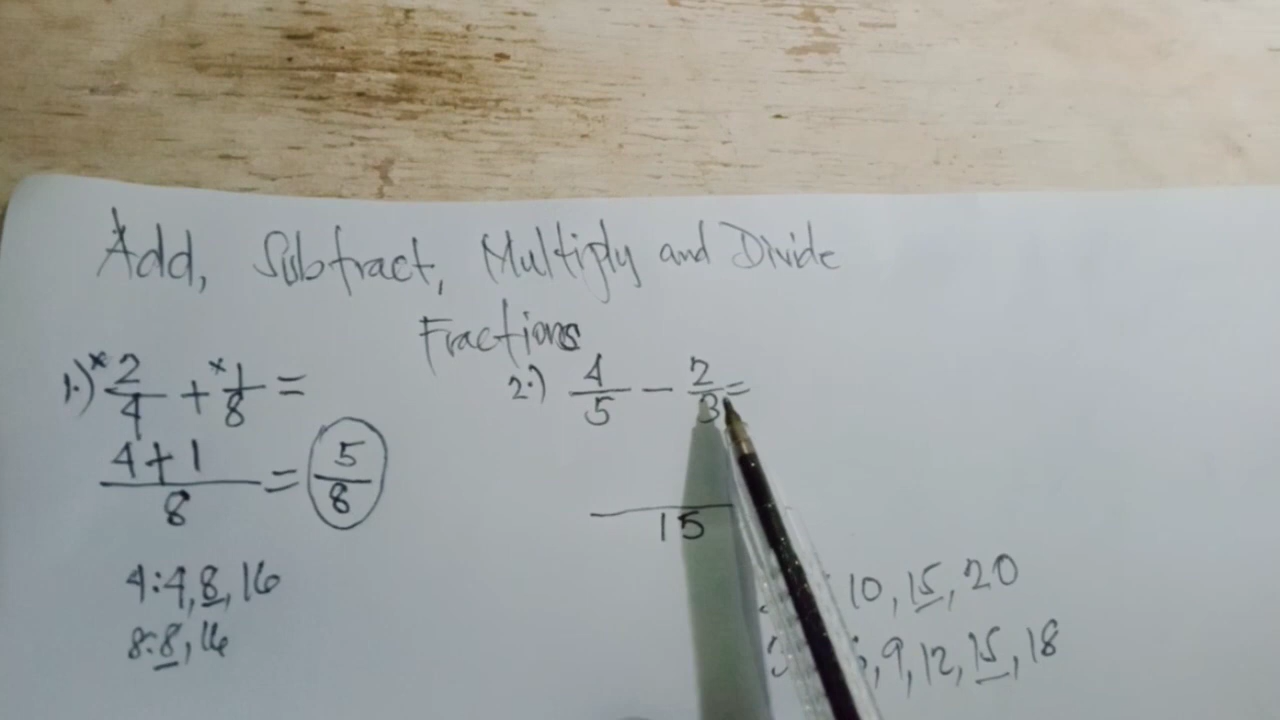 Add, Subtract, Multiply and Divide
Fractions
1.) × 2/4 + × 1/8 =
4+1/8 = 5/8
4:4,8,16
8:8,16
2.) 4/5 - 2/3 =
/15
10,15,20
9,12,15,18